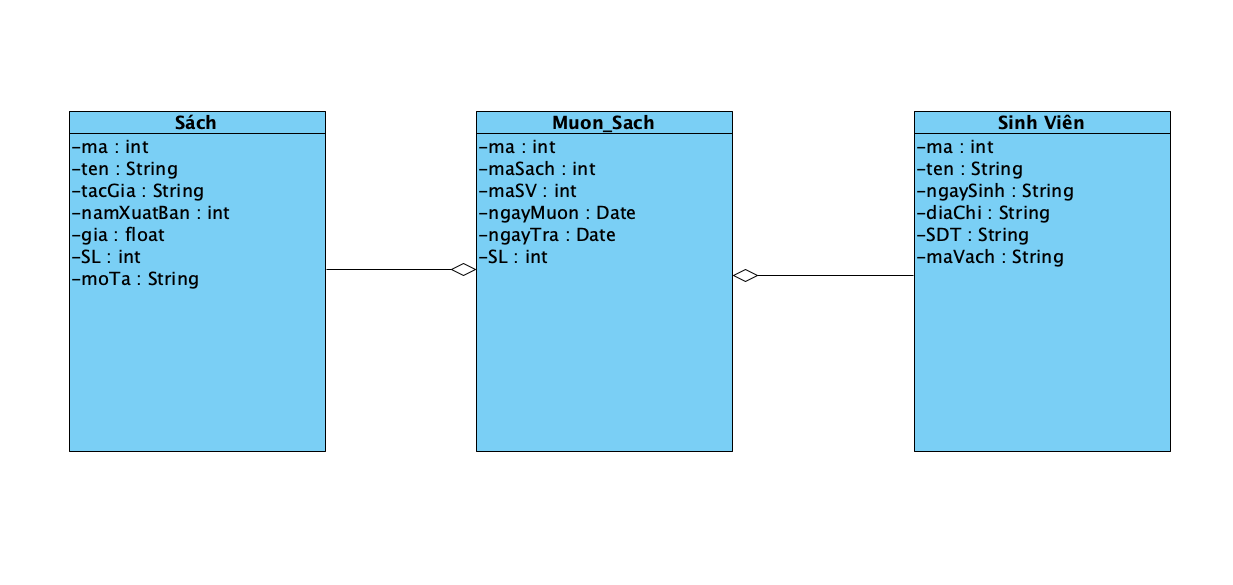 Sách
-ma : int
-ten : String
-tacGia : String
-namXuatBan : int
-gia : float
-SL : int
-moTa : String
Muon_Sach
-ma : int
-maSach : int
-maSV : int
-ngayMuon : Date
-ngayTra : Date
-SL : int
Sinh Viên
-ma : int
-ten : String
-ngaySinh : String
-diaChi : String
-SDT : String
-maVach : String